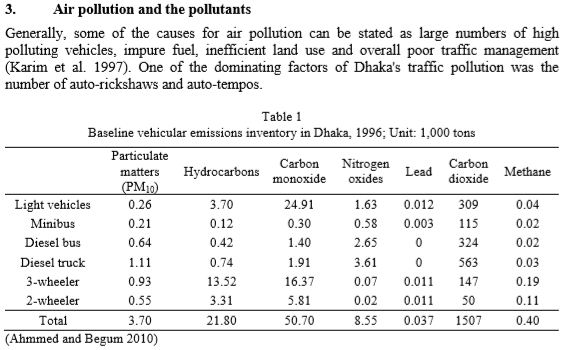 3. Air pollution and the pollutants
Generally, some of the causes for air pollution can be stated as large numbers of high
polluting vehicles, impure fuel, inefficient land use and overall poor traffic management
(Karim et al. 1997). One of the dominating factors of Dhaka's traffic pollution was the
number of auto-rickshaws and auto-tempos.
Table 1
Baseline vehicular emissions inventory in Dhaka, 1996; Unit: 1,000 tons
Particulate matters (PM10) Hydrocarbons Carbon monoxide Nitrogen oxides Lead Carbon dioxide Methane
Light vehicles 0.26 3.70 24.91 1.63 0.012 309 0.04
Minibus 0.21 0.12 0.30 0.58 0.003 115 0.02
Diesel bus 0.64 0.42 1.40 2.65 0 324 0.02
Diesel truck 1.11 0.74 1.91 3.61 0 563 0.03
3-wheeler 0.93 13.52 16.37 0.07 0.011 147 0.19
2-wheeler 0.55 3.31 5.81 0.02 0.011 50 0.11
Total 3.70 21.80 50.70 8.55 0.037 1507 0.40
(Ahmmed and Begum 2010)